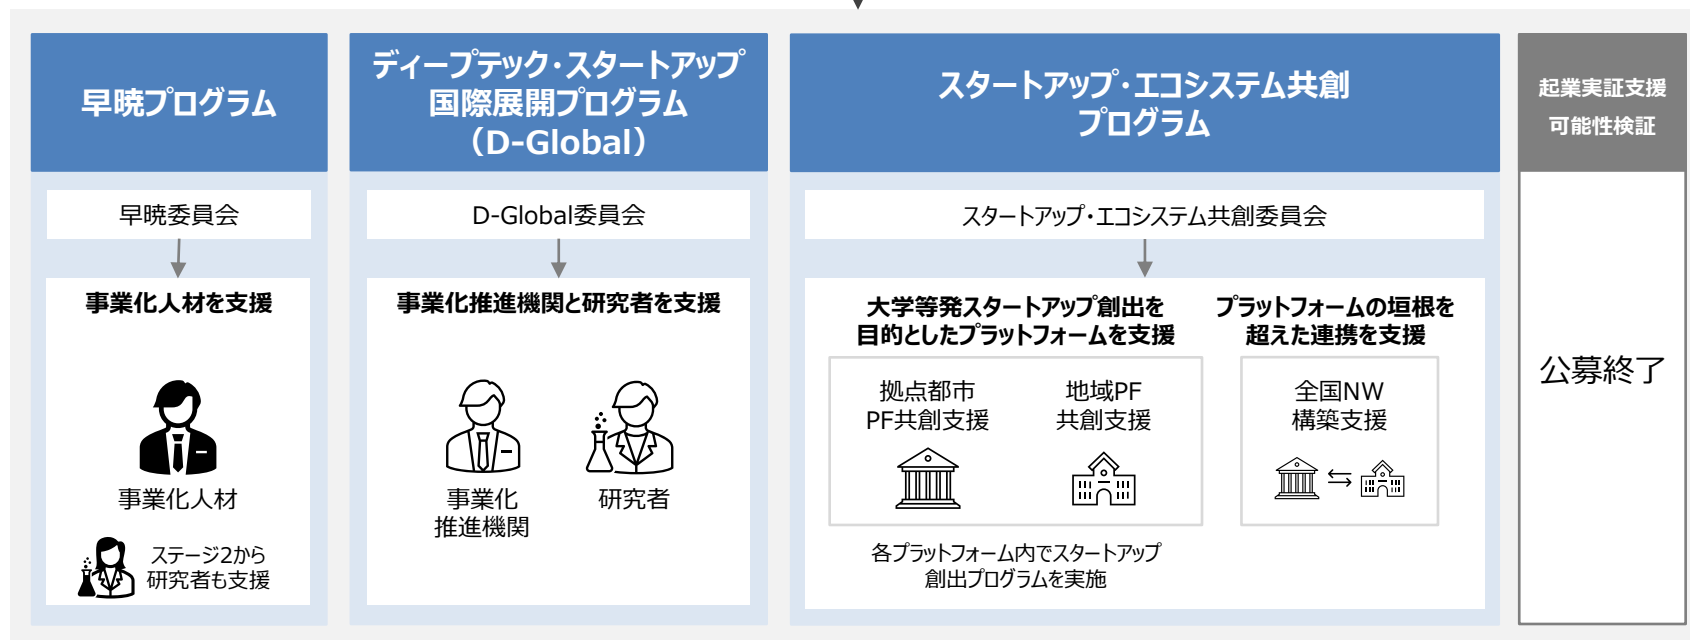 早暁プログラム
早暁委員会
事業化人材を支援
事業化人材
ステージ2から
研究者も支援
ディープテック・スタートアップ
国際展開プログラム
（D-Global）
D-Global委員会
事業化推進機関と研究者を支援
事業化
推進機関
研究者
スタートアップ・エコシステム共創
プログラム
スタートアップ・エコシステム共創委員会
大学等発スタートアップ創出を
目的としたプラットフォームを支援
拠点都市
PF共創支援
地域PF
共創支援
各プラットフォーム内でスタートアップ
創出プログラムを実施
プラットフォームの垣根を
超えた連携を支援
全国NW
構築支援
起業実証支援
可能性検証
公募終了